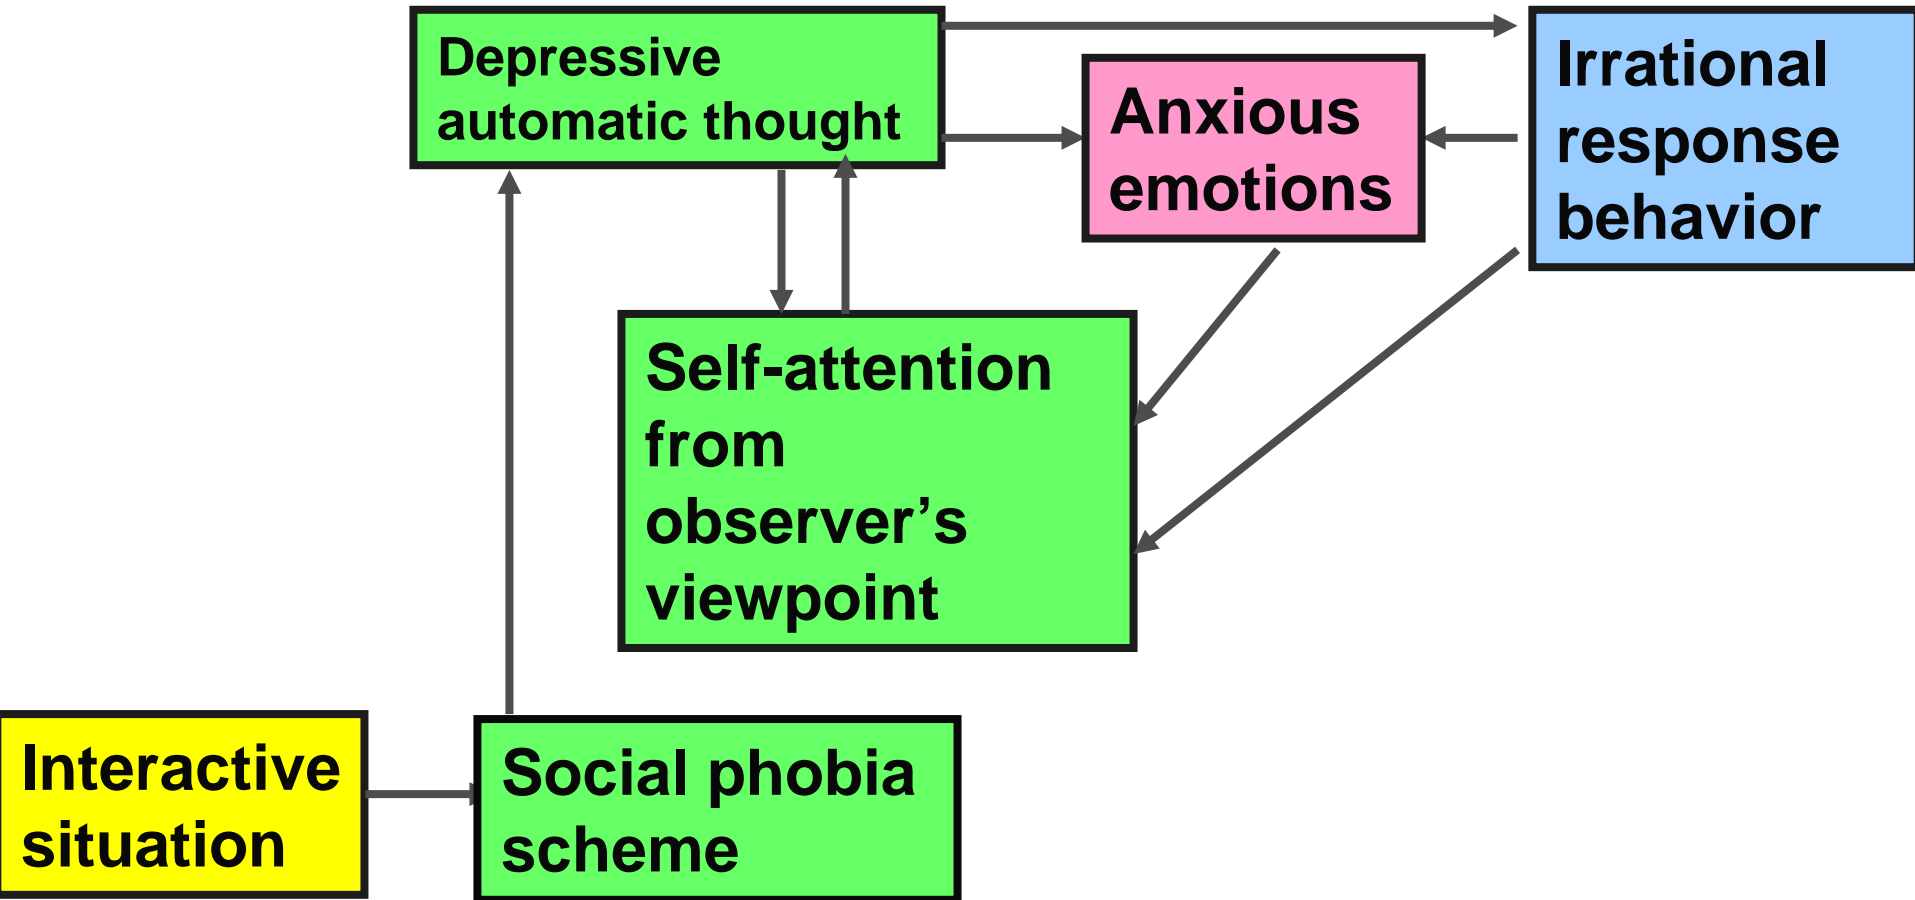 Depressive
automatic thought
Anxious
emotions
Irrational
response
behavior
Self-attention
from
observer’s
viewpoint
Interactive
situation
Social phobia
scheme